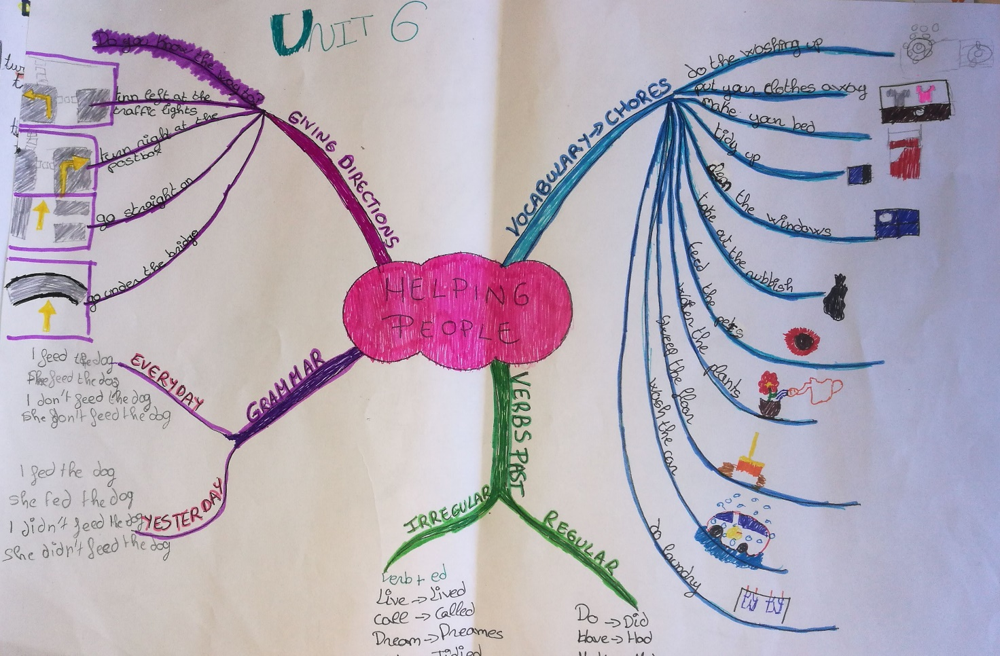 UNIT 6
HELPING
PEOPLE
GIVING DIRECTIONS
Do you know the way to?
turn left at the
traffic lights
turn right at the
postbox
go straight on
go under the bridge
VOCABULARY → CHORES
do the washing up
put your clothes away
make your bed
tidy up
clean the windows
take out the rubbish
feed the pets
water the plants
sweep the floor
wash the car
do laundry
GRAMMAR
EVERYDAY
I feed the dog
She feed the dog
I don't feed the dog
She don't feed the dog
YESTERDAY
I fed the dog
she fed the dog
I didn't feed the dog
She didn't feed the dog
VERBS PAST
IRREGULAR
Verb + ed
Live → Lived
Call → Called
Dream → Dreames
Tidied
REGULAR
Do → Did
Have → Had